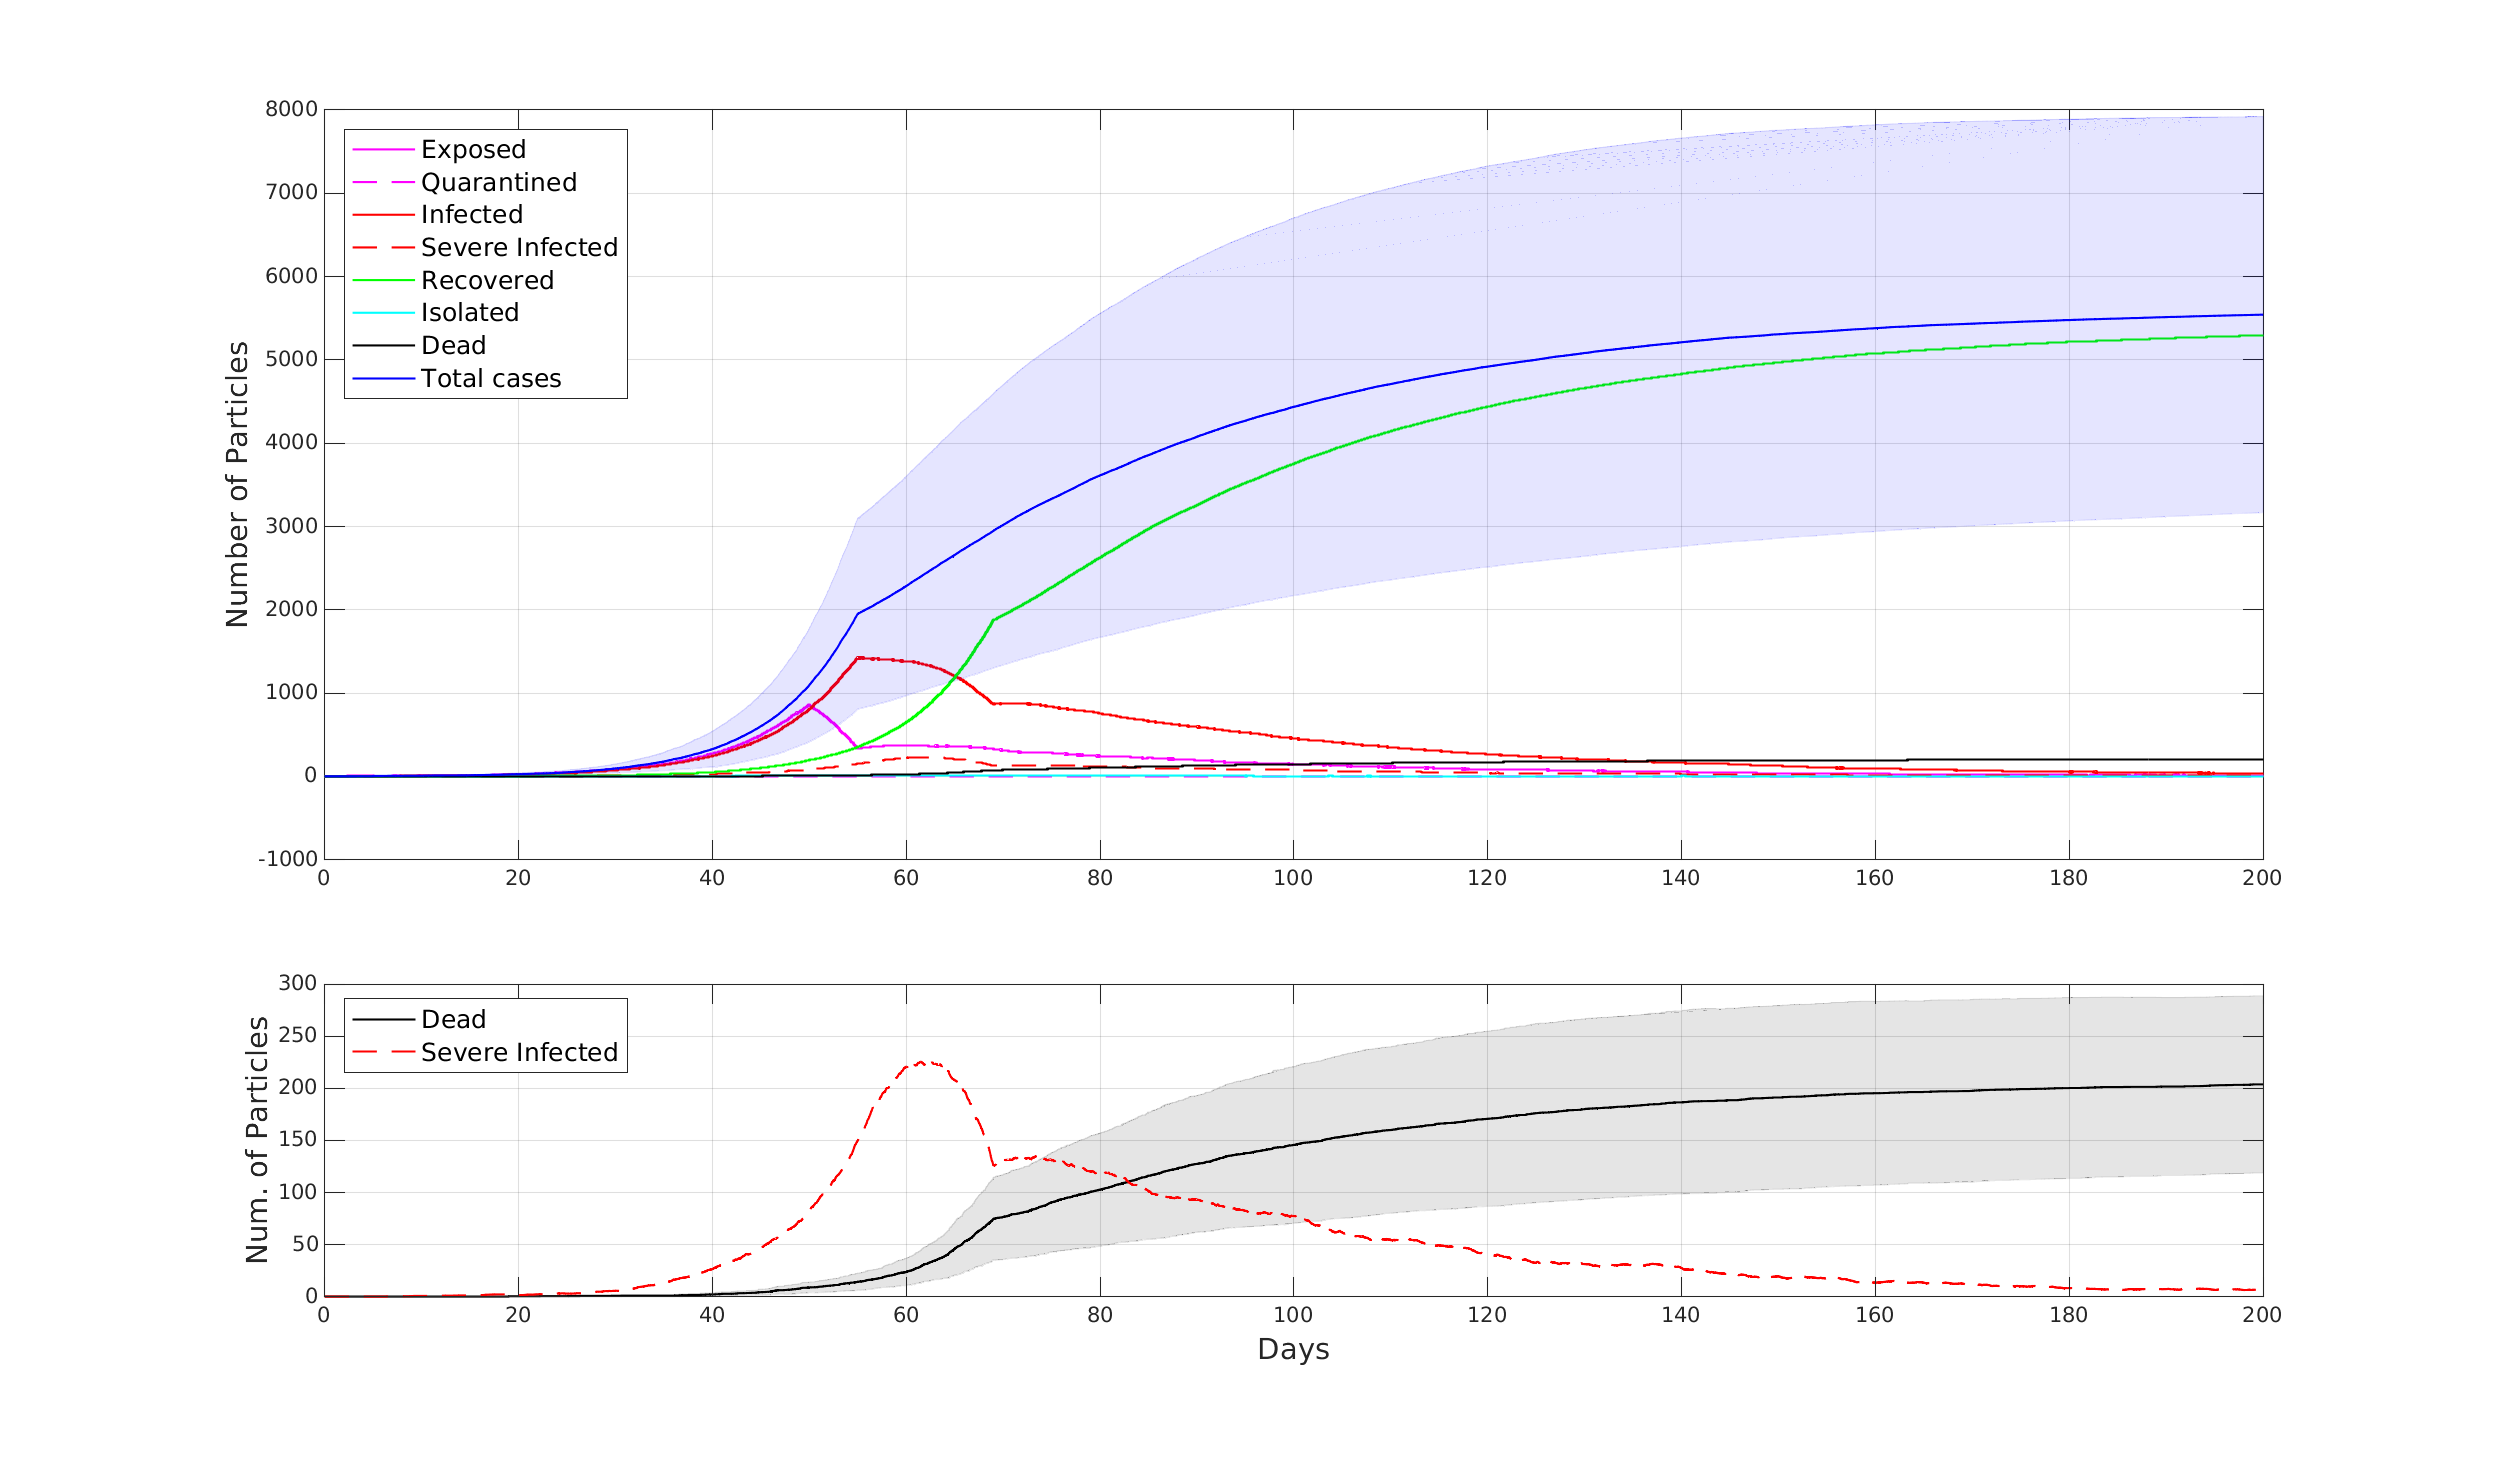 8000
7000
6000
5000
4000
3000
2000
1000
0
-1000
Number of Particles
Exposed
Quarantined
Infected
Severe Infected
Recovered
Isolated
Dead
Total cases
0 20 40 60 80 100 120 140 160 180 200
300
250
200
150
100
50
0
Num. of Particles
Dead
Severe Infected
0 20 40 60 80 100 120 140 160 180 200
Days